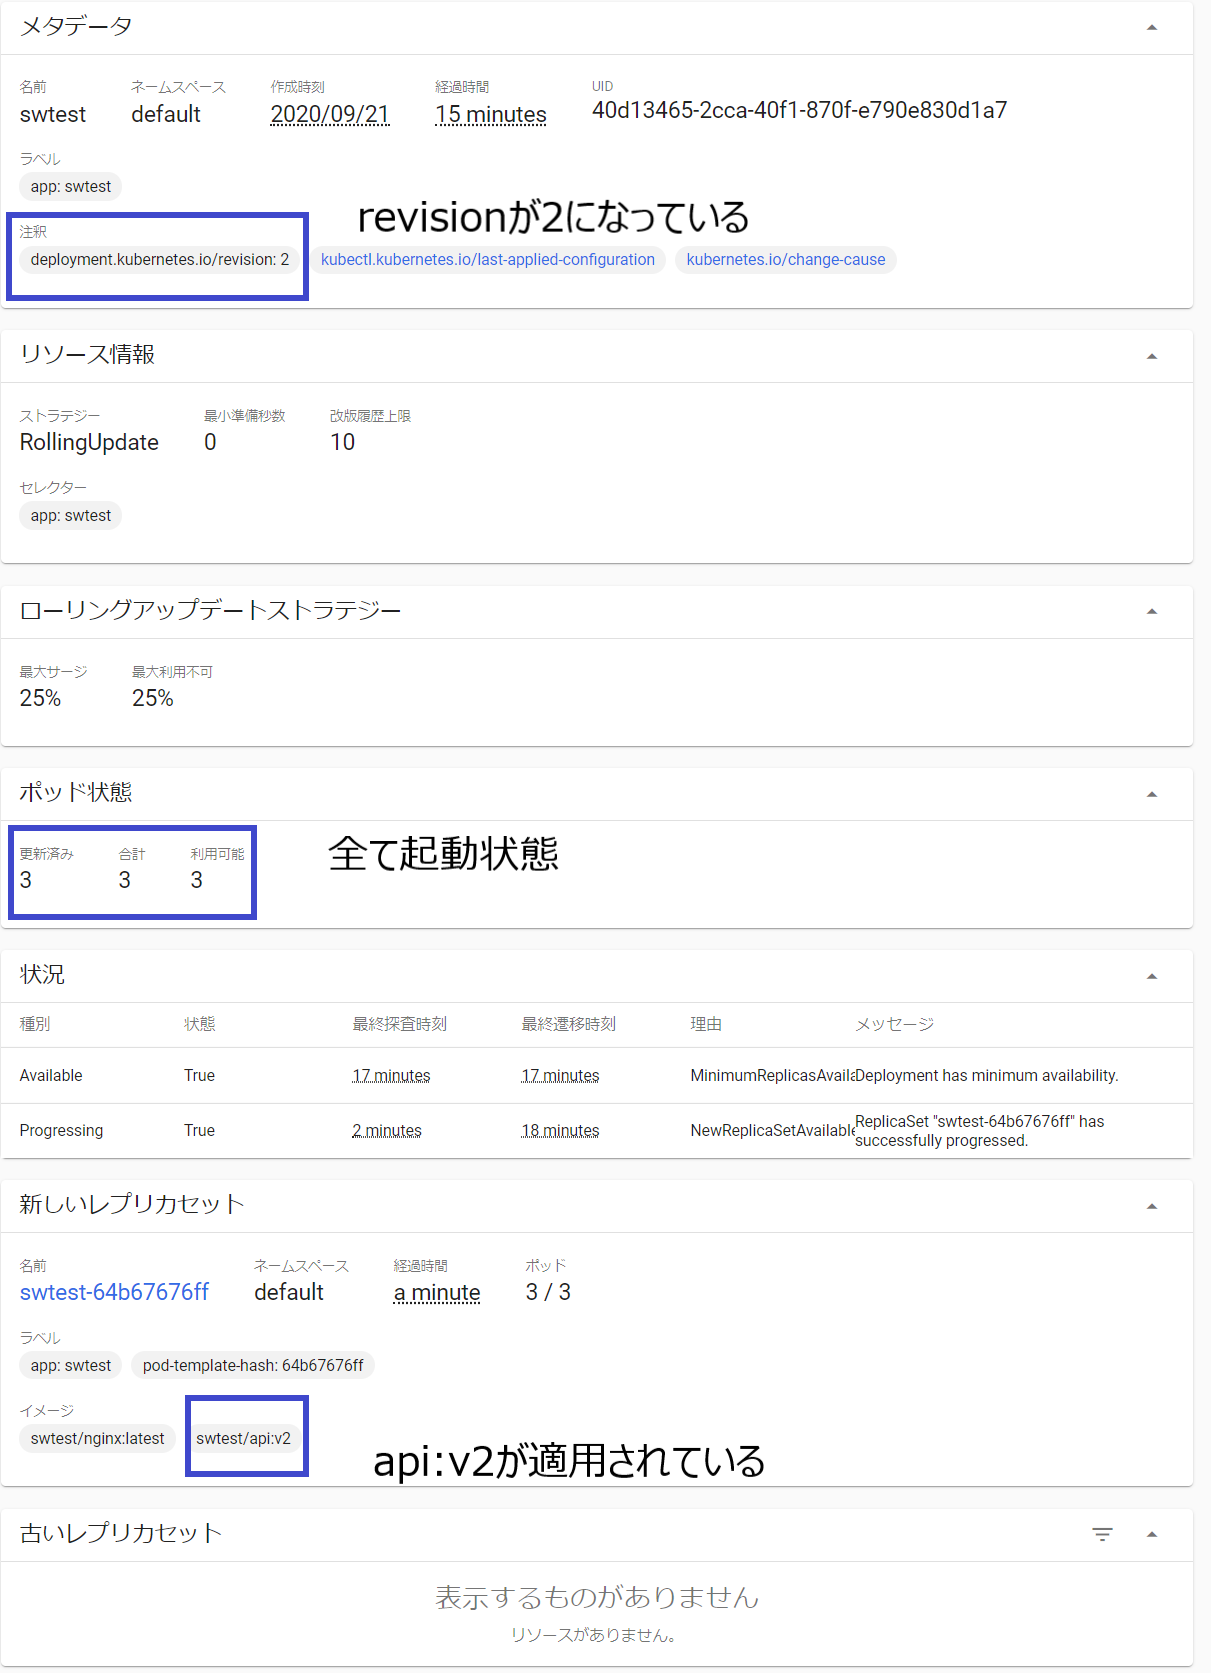 メタデータ
名前 ネームスペース 作成時刻 経過時間 UID
swtest default 2020/09/21 15 minutes 40d13465-2cca-40f1-870f-e790e830d1a7
ラベル
app: swtest
revisionが2になっている
注釈
deployment.kubernetes.io/revision: 2 kubectl.kubernetes.io/last-applied-configuration kubernetes.io/change-cause
リソース情報
ストラテジー 最小準備秒数 改版履歴上限
RollingUpdate 0 10
セレクター
app: swtest
ローリングアップデートストラテジー
最大サージ 最大利用不可
25% 25%
ポッド状態
全て起動状態
更新済み 合計 利用可能
3 3 3
状況
種別 状態 最終探査時刻 最終遷移時刻 理由 メッセージ
Available True 17 minutes 17 minutes MinimumReplicasAvaila Deployment has minimum availability.
Progressing True 2 minutes 18 minutes NewReplicaSetAvailable ReplicaSet "swtest-64b67676ff" has
successfully progressed.
新しいレプリカセット
名前 ネームスペース 経過時間 ポッド
swtest-64b67676ff default a minute 3 / 3
ラベル
app: swtest pod-template-hash: 64b67676ff
イメージ
swtest/nginx:latest swtest/api:v2
api:v2が適用されている
古いレプリカセット
表示するものがありません
リソースがありません。